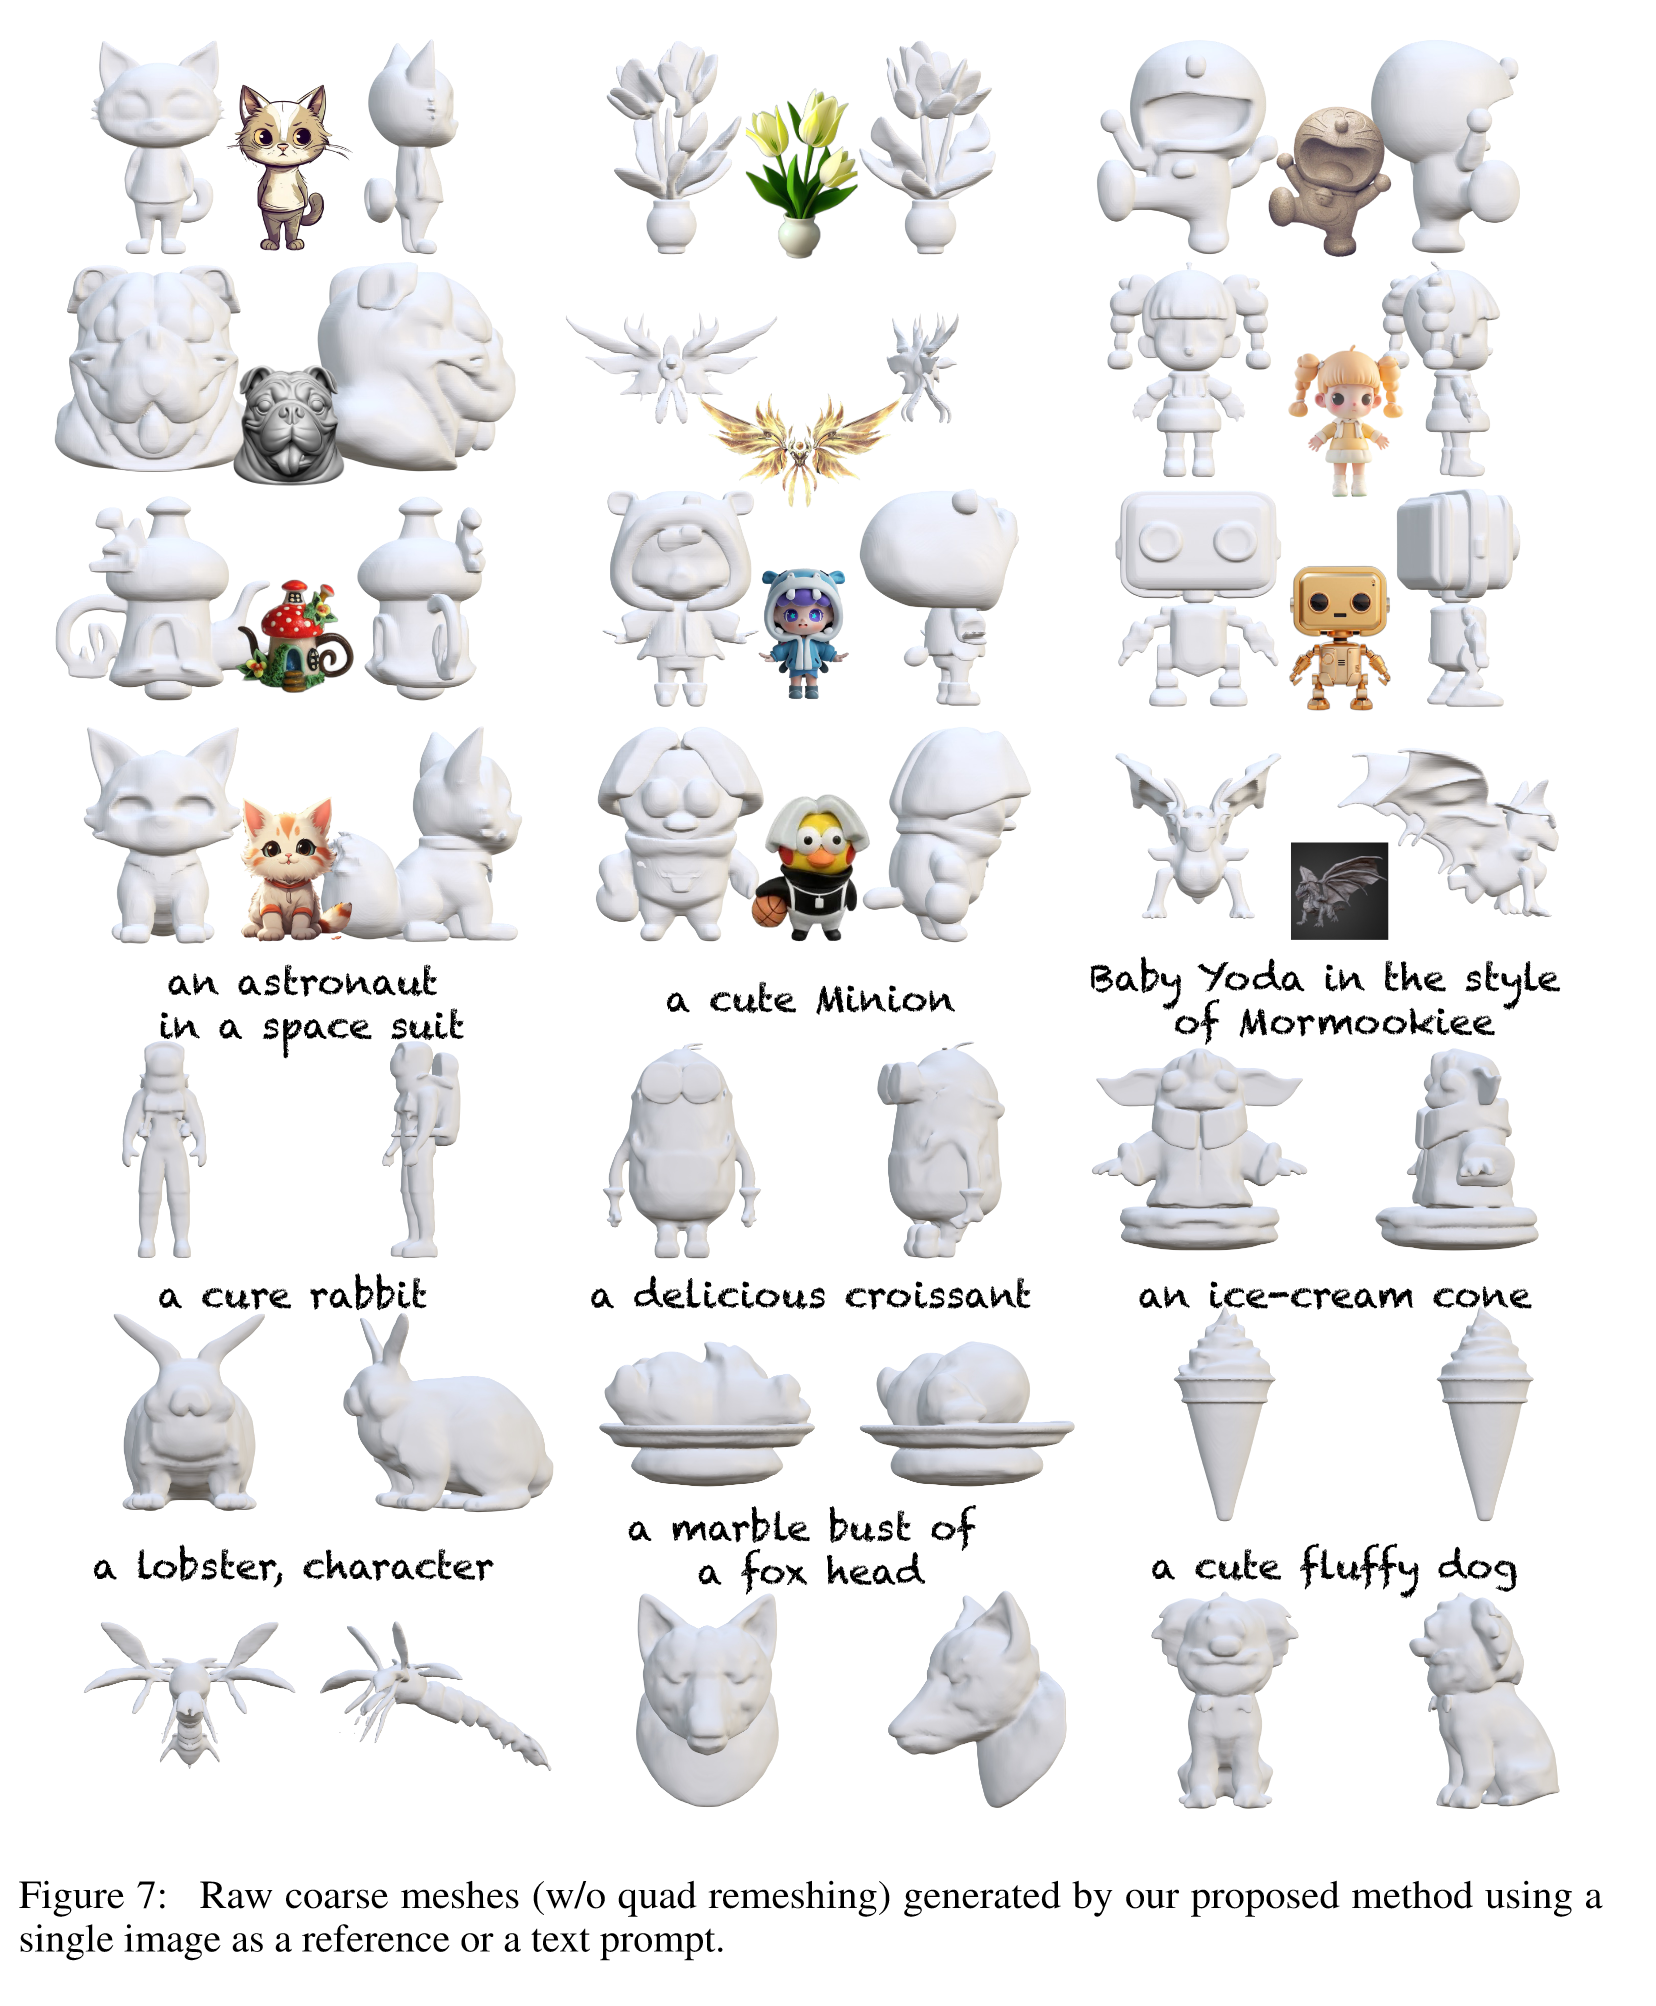 an astronaut
in a space suit
a cute Minion
Baby Yoda in the style
of Mormookiee
a cure rabbit
a delicious croissant
an ice-cream cone
a lobster, character
a marble bust of
a fox head
a cute fluffy dog
Figure 7: Raw coarse meshes (w/o quad remeshing) generated by our proposed method using a
single image as a reference or a text prompt.